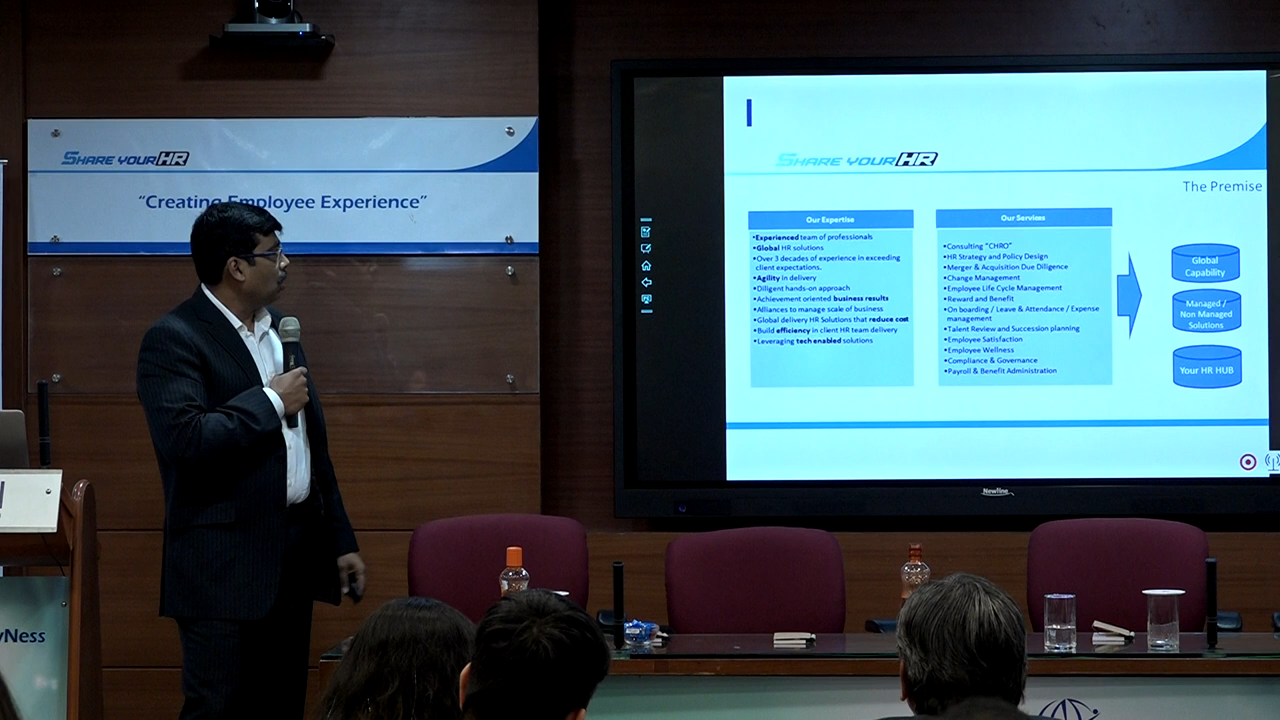 SHARE YOUR HR
"Creating Employee Experience"
SHARE YOUR HR
The Premise
Our Expertise
•Experienced team of professionals
•Global HR solutions
•Over 3 decades of experience in exceeding
client expectations.
•Agility in delivery
•Diligent hands-on approach
•Achievement oriented business results
•Alliances to manage scale of business
•Global delivery HR Solutions that reduce cost
•Build efficiency in client HR team delivery
•Leveraging tech enabled solutions
Our Services
•Consulting "CHRO"
•HR Strategy and Policy Design
•Merger & Acquisition Due Diligence
•Change Management
•Employee Life Cycle Management
•Reward and Benefit
•On boarding / Leave & Attendance / Expense
management
•Talent Review and Succession planning
•Employee Satisfaction
•Employee Wellness
•Compliance & Governance
•Payroll & Benefit Administration
Global
Capability
Managed /
Non Managed
Solutions
Your HR HUB
Newline
yNess